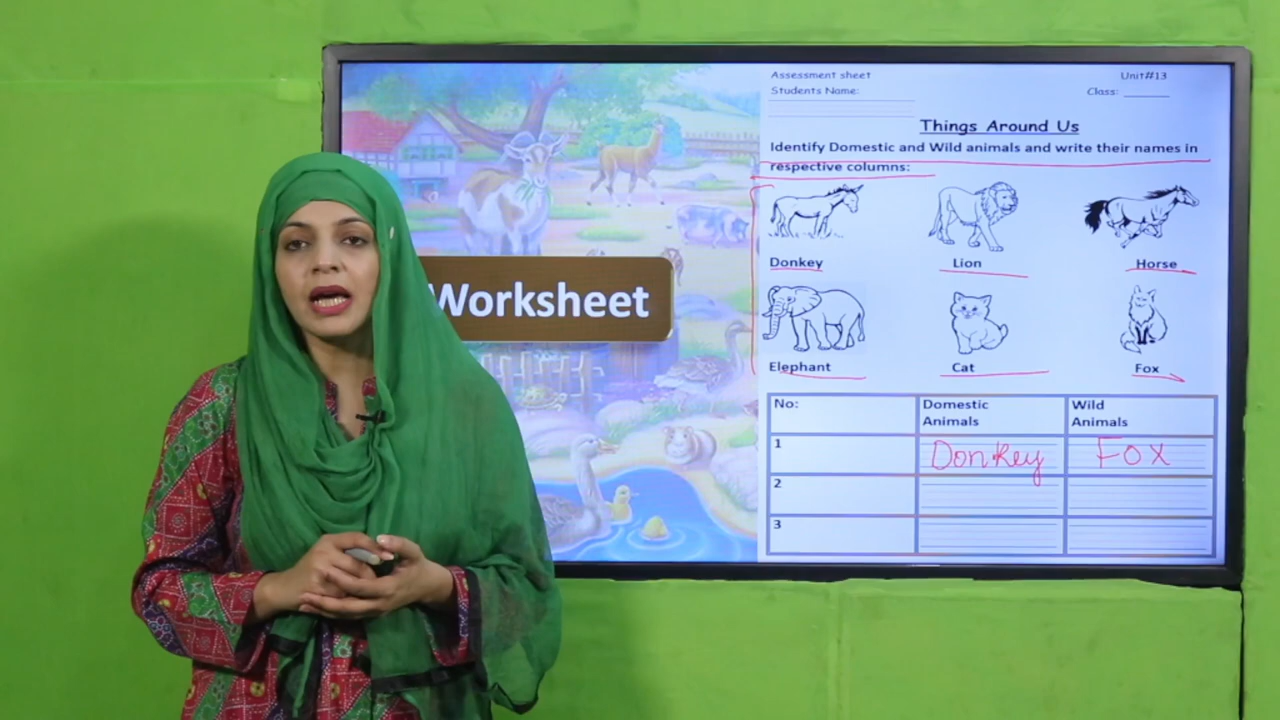 Worksheet
Assessment sheet Unit#13
Students Name: Class:
Things Around Us
Identify Domestic and Wild animals and write their names in
respective columns:
Donkey Lion Horse
Elephant Cat Fox
No: Domestic Animals Wild Animals
1 Donkey Fox
2
3